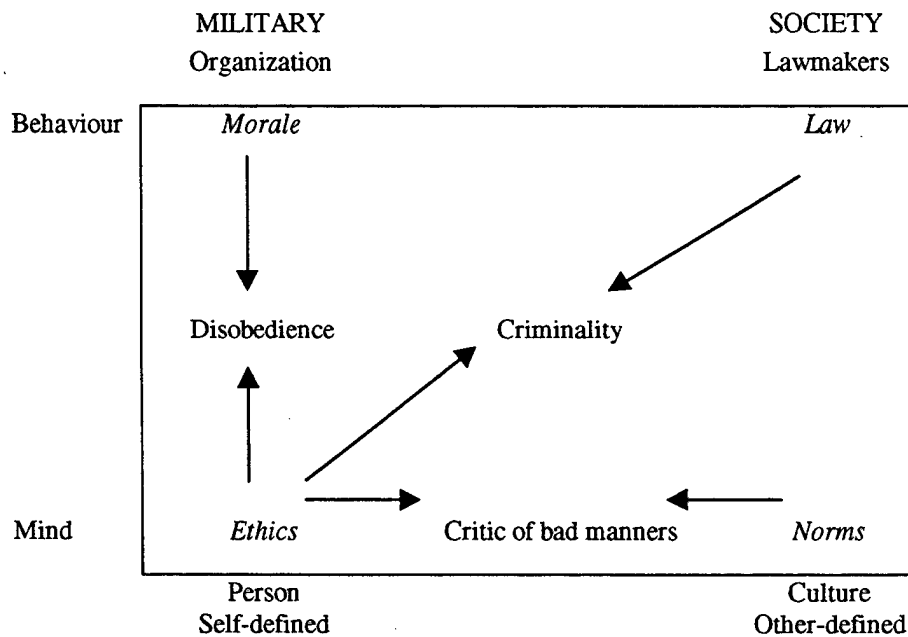 MILITARY SOCIETY
Organization Lawmakers
Behaviour Morale Law
Disobedience Criminality
Mind Ethics Critic of bad manners Norms
Person Culture
Self-defined Other-defined